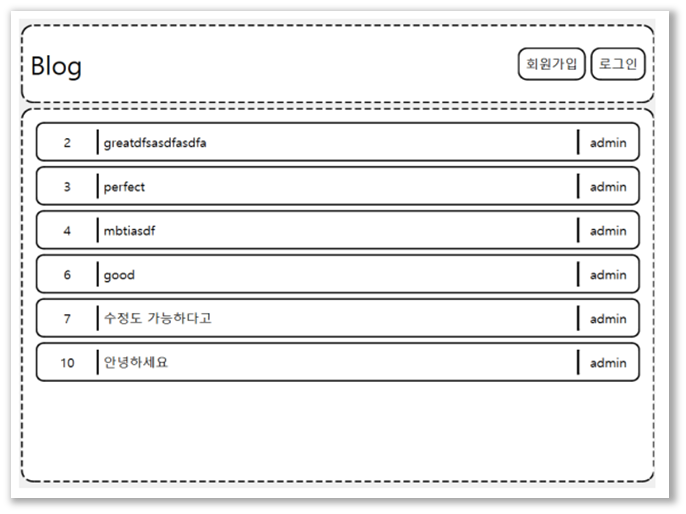 Blog 회원가입 로그인
2 greatdfsasdfasdfa admin
3 perfect admin
4 mbtiasdf admin
6 good admin
7 수정도 가능하다고 admin
10 안녕하세요 admin